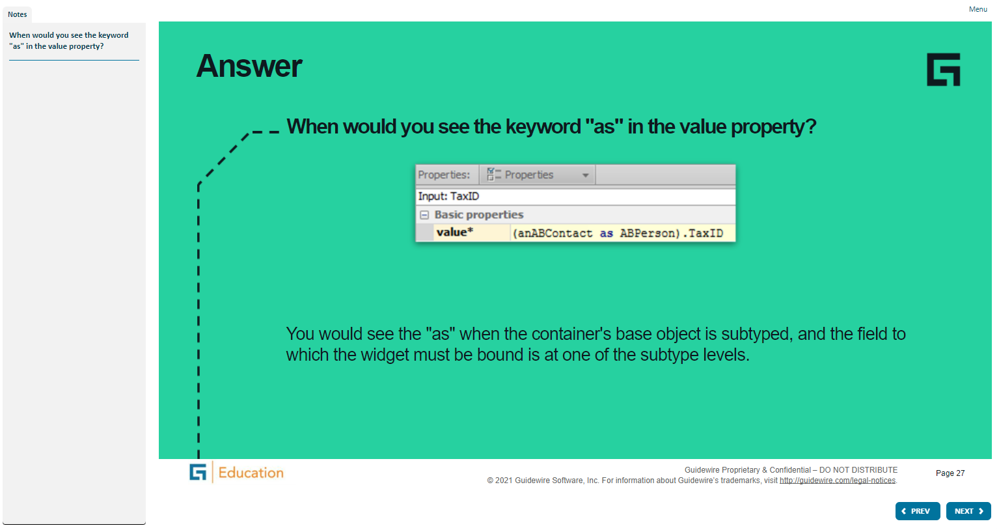 Notes
Menu
When would you see the keyword
"as" in the value property?
Answer
When would you see the keyword "as" in the value property?
Properties: Properties
Input: TaxID
Basic properties
value* (anABContact as ABPerson).TaxID
You would see the "as" when the container's base object is subtyped, and the field to
which the widget must be bound is at one of the subtype levels.
Education
Guidewire Proprietary & Confidential – DO NOT DISTRIBUTE
© 2021 Guidewire Software, Inc. For information about Guidewire's trademarks, visit http://guidewire.com/legal-notices.
Page 27
PREV
NEXT